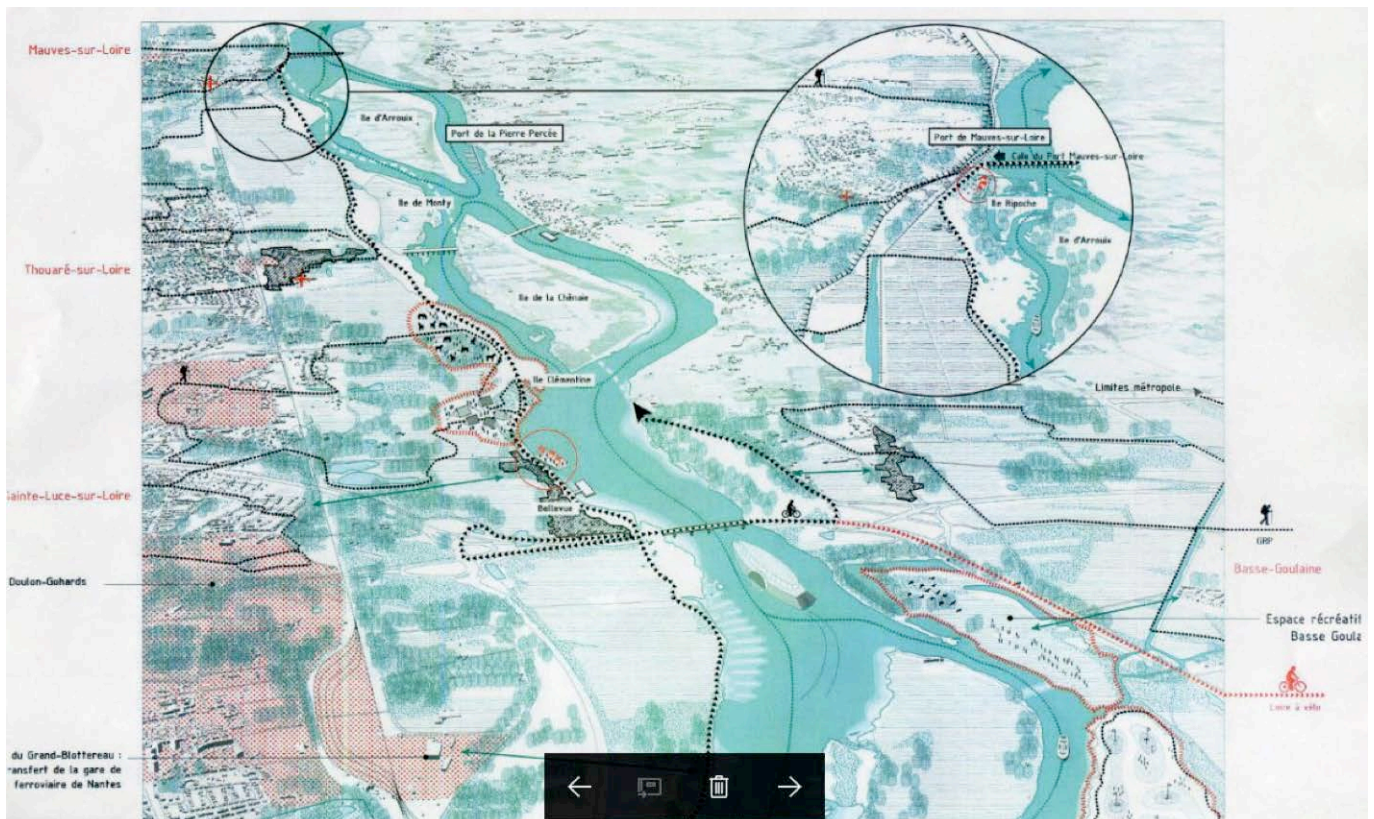 Mauves-sur-Loire
Ile d'Arrouix
Port de la Pierre Percée
Port de Mauves-sur-Loire
Cale du Port Mauves-sur-Loire
Ile Ripoche
Ile d'Arrouix
Ile de Monty
Thouaré-sur-Loire
Ile de la Chênaie
Ile Clémentine
Limites métropole
Sainte-Luce-sur-Loire
Bellevue
GRP
Basse-Goulaine
Doulon-Gohards
Espace récréatif
Basse Goula
Loire à vélo
du Grand-Blottereau :
ransfert de la gare de
ferroviaire de Nantes